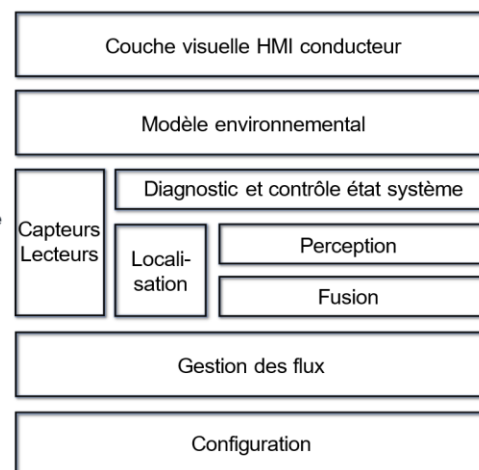 Couche visuelle HMI conducteur
Modèle environnemental
Diagnostic et contrôle état système
Capteurs
Lecteurs
Locali-
sation
Perception
Fusion
Gestion des flux
Configuration